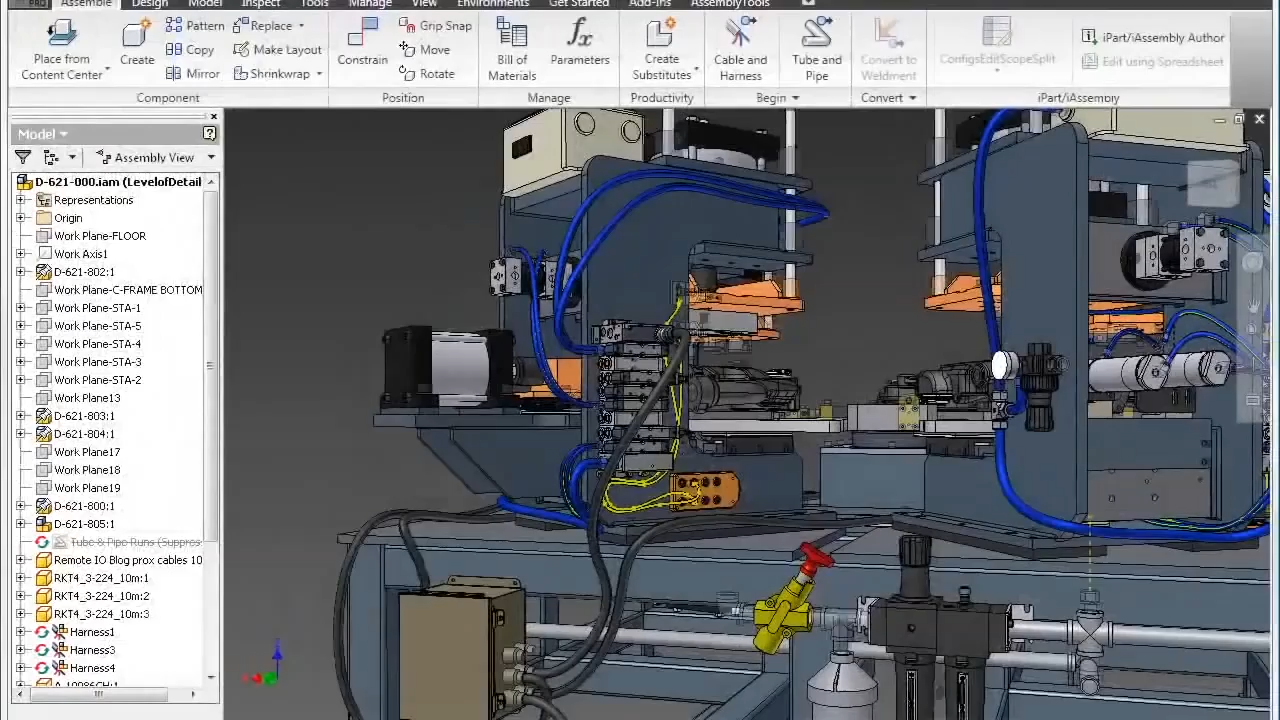 PRO
Assemble
Design
Model
Inspect
Tools
Manage
View
Environments
Get Started
Add-Ins
AssemblyTools
Place from
Content Center
Create
Pattern
Copy
Mirror
Replace
Make Layout
Shrinkwrap
Component
Constrain
Grip Snap
Move
Rotate
Position
Bill of
Materials
Parameters
Manage
Create
Substitutes
Productivity
Cable and
Harness
Tube and
Pipe
Begin
Convert to
Weldment
Convert
ConfigsEditScopeSplit
iPart/iAssembly Author
Edit using Spreadsheet
iPart/iAssembly
Model
Assembly View
D-621-000.iam (LevelofDetail
Representations
Origin
Work Plane-FLOOR
Work Axis1
D-621-802:1
Work Plane-C-FRAME BOTTOM
Work Plane-STA-1
Work Plane-STA-5
Work Plane-STA-4
Work Plane-STA-3
Work Plane-STA-2
Work Plane13
D-621-803:1
D-621-804:1
Work Plane17
Work Plane18
Work Plane19
D-621-800:1
D-621-805:1
Tube & Pipe Runs (Suppres
Remote IO Blog prox cables 10
RKT4_3-224_10m:1
RKT4_3-224_10m:2
RKT4_3-224_10m:3
Harness1
Harness3
Harness4
A-10086CH:1